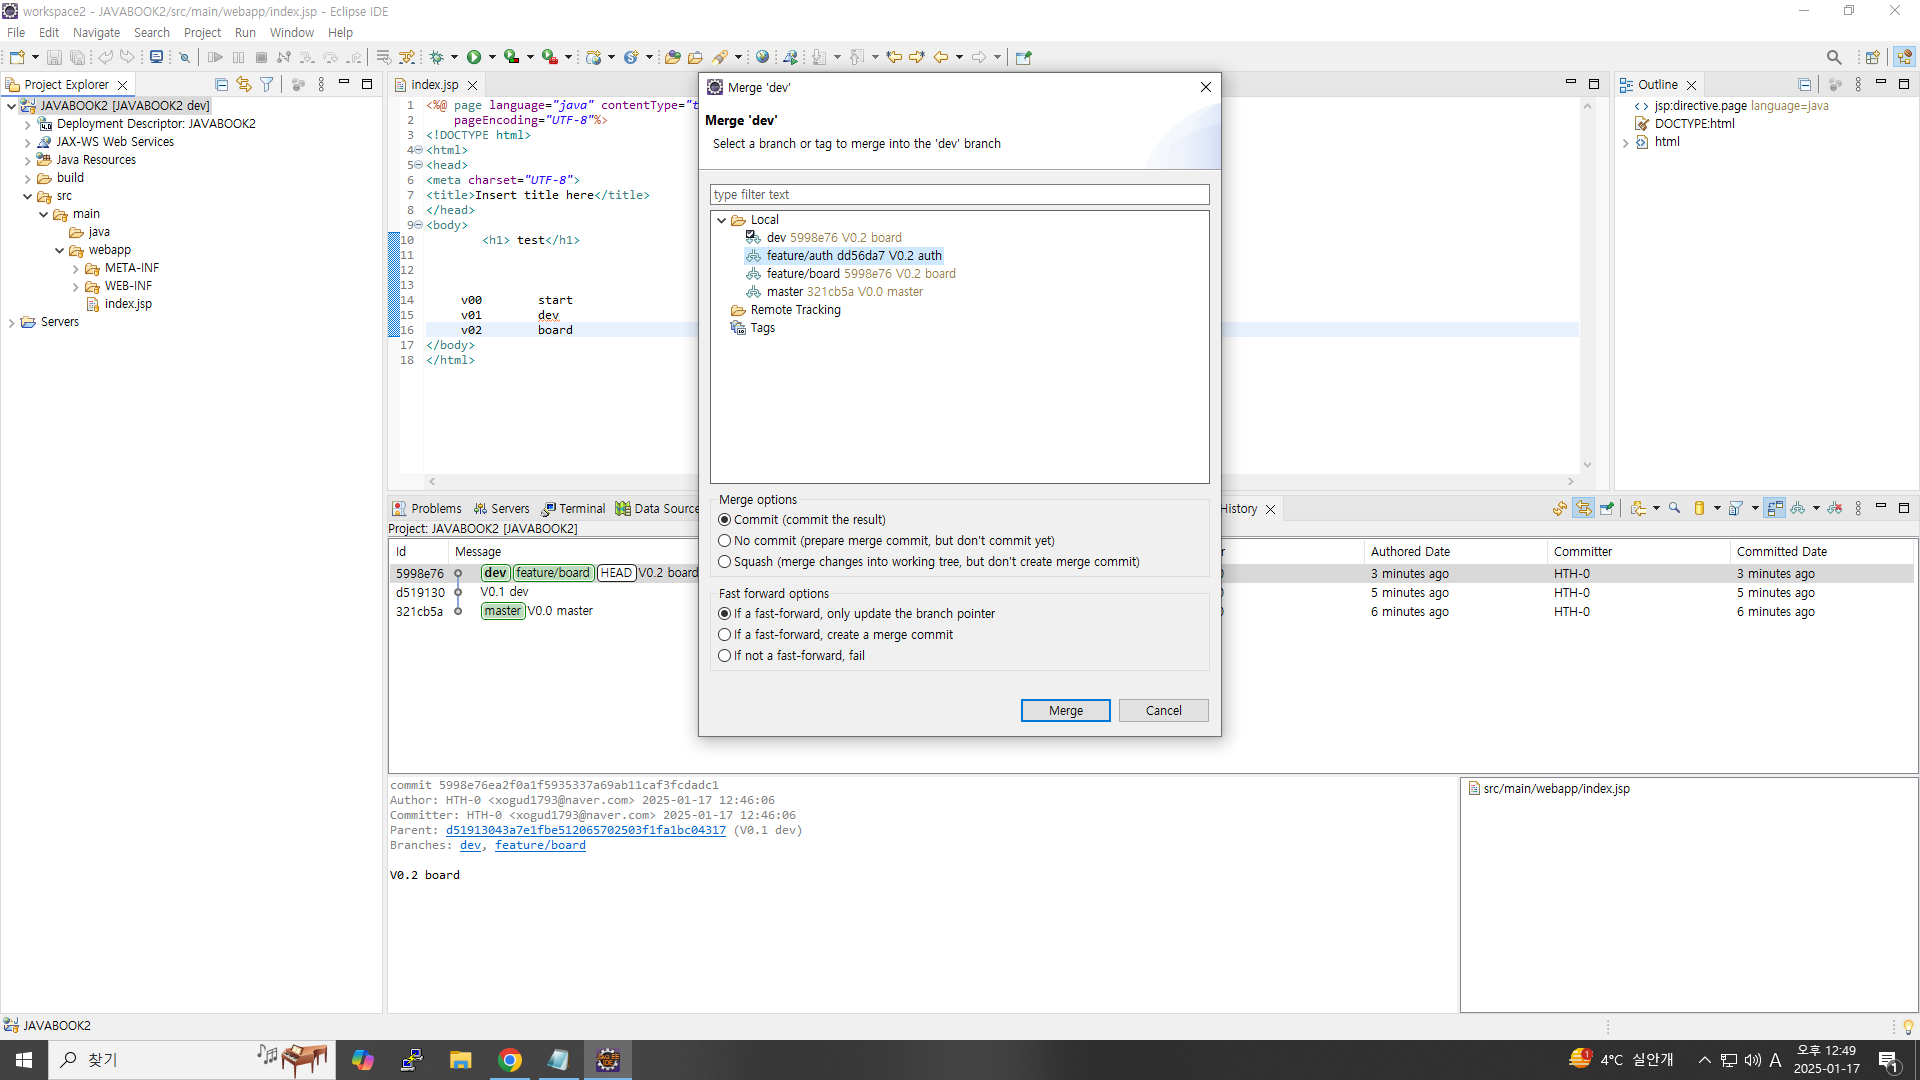 workspace2 - JAVABOOK2/src/main/webapp/index.jsp - Eclipse IDE
File Edit Navigate Search Project Run Window Help
Project Explorer
JAVABOOK2 [JAVABOOK2 dev]
Deployment Descriptor: JAVABOOK2
JAX-WS Web Services
Java Resources
build
src
main
java
webapp
META-INF
WEB-INF
index.jsp
Servers
index.jsp
1 <%@ page language="java" contentType="t
2 pageEncoding="UTF-8"%>
3 <!DOCTYPE html>
4 <html>
5 <head>
6 <meta charset="UTF-8">
7 <title>Insert title here</title>
8 </head>
9 <body>
10 <h1> test</h1>
11
12
13
14 v00 start
15 v01 dev
16 v02 board
17 </body>
18 </html>
Merge 'dev'
Merge 'dev'
Select a branch or tag to merge into the 'dev' branch
type filter text
Local
dev 5998e76 V0.2 board
feature/auth dd56da7 V0.2 auth
feature/board 5998e76 V0.2 board
master 321cb5a V0.0 master
Remote Tracking
Tags
Merge options
Commit (commit the result)
No commit (prepare merge commit, but don't commit yet)
Squash (merge changes into working tree, but don't create merge commit)
Fast forward options
If a fast-forward, only update the branch pointer
If a fast-forward, create a merge commit
If not a fast-forward, fail
Merge Cancel
Outline
jsp:directive.page language=java
DOCTYPE:html
html
Problems Servers Terminal Data Source
History
Project: JAVABOOK2 [JAVABOOK2]
Id Message Authored Date Committer Committed Date
5998e76 dev feature/board HEAD V0.2 board 3 minutes ago HTH-0 3 minutes ago
d519130 V0.1 dev 5 minutes ago HTH-0 5 minutes ago
321cb5a master V0.0 master 6 minutes ago HTH-0 6 minutes ago
commit 5998e76ea2f0a1f5935337a69ab11caf3fcdadc1
Author: HTH-0 <xogud1793@naver.com> 2025-01-17 12:46:06
Committer: HTH-0 <xogud1793@naver.com> 2025-01-17 12:46:06
Parent: d51913043a7e1fbe512065702503f1fa1bc04317 (V0.1 dev)
Branches: dev, feature/board
V0.2 board
src/main/webapp/index.jsp
JAVABOOK2
찾기
4°C 실안개
A
오후 12:49
2025-01-17
1